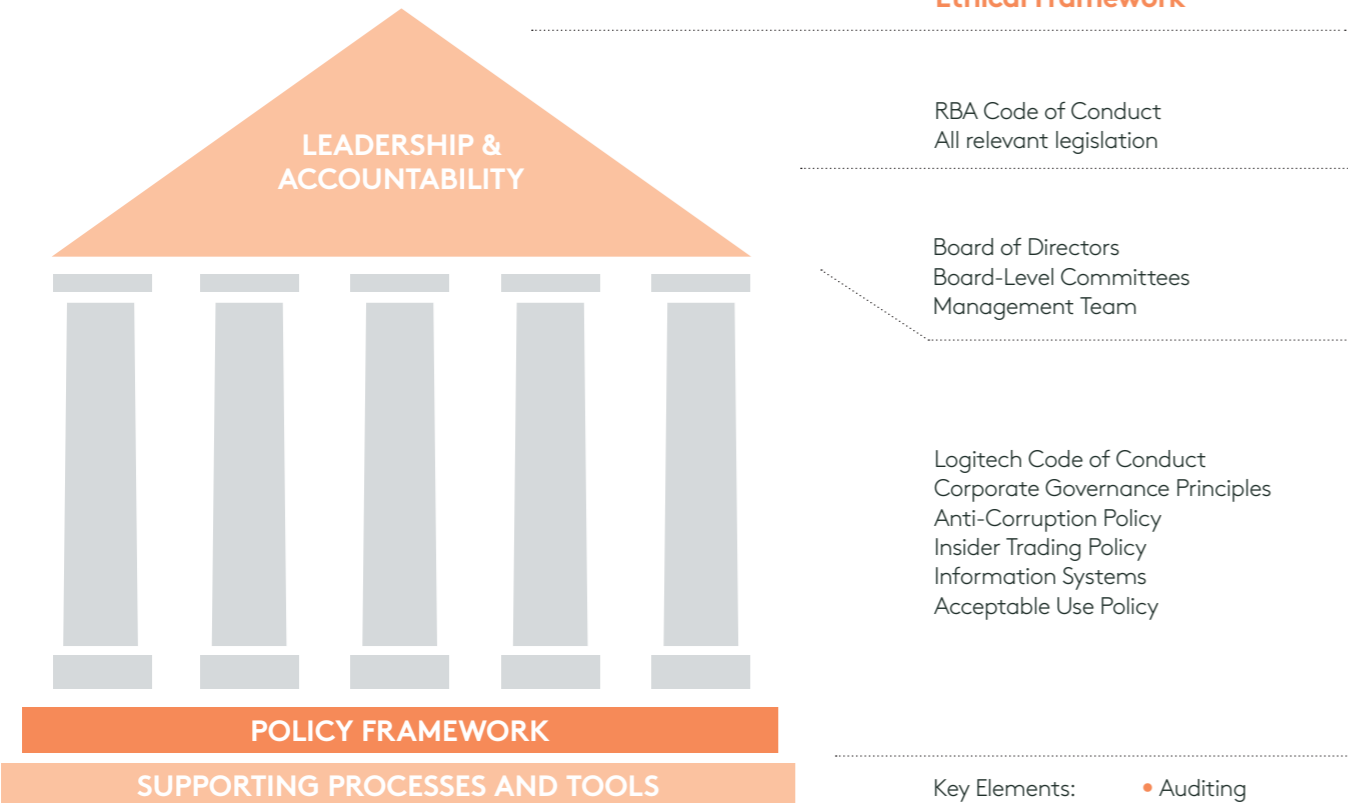 Ethical Framework
RBA Code of Conduct
All relevant legislation
LEADERSHIP &
ACCOUNTABILITY
Board of Directors
Board-Level Committees
Management Team
Logitech Code of Conduct
Corporate Governance Principles
Anti-Corruption Policy
Insider Trading Policy
Information Systems
Acceptable Use Policy
POLICY FRAMEWORK
SUPPORTING PROCESSES AND TOOLS
Key Elements: • Auditing